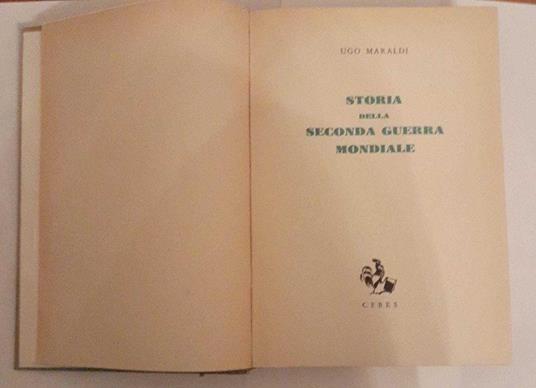 UGO MARALDI
STORIA
DELLA
SECONDA GUERRA
MONDIALE
CEBES